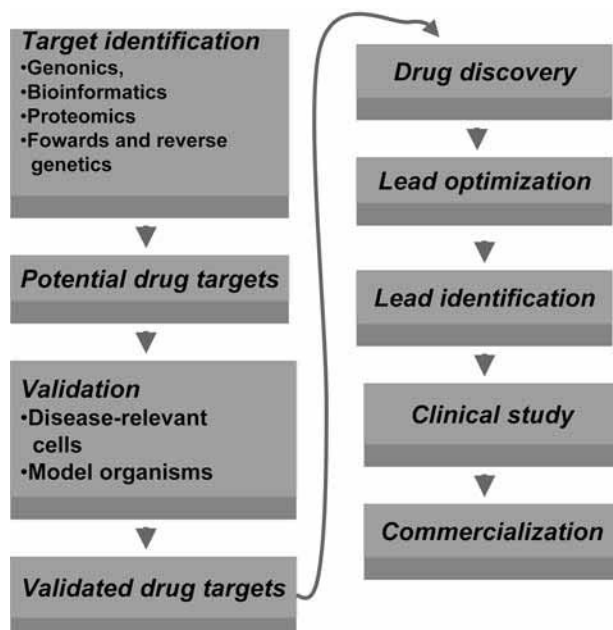 Target identification
•Genonics,
•Bioinformatics
•Proteomics
•Fowards and reverse
genetics
Potential drug targets
Validation
•Disease-relevant
cells
•Model organisms
Validated drug targets
Drug discovery
Lead optimization
Lead identification
Clinical study
Commercialization